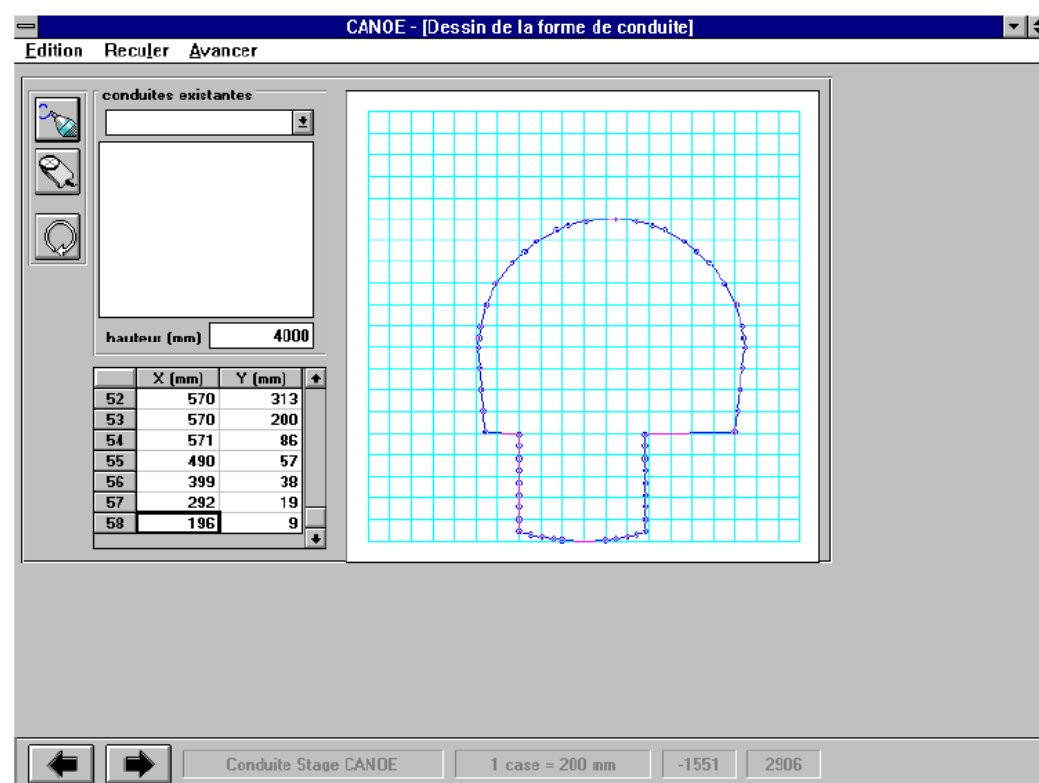 CANOE - [Dessin de la forme de conduite]
Edition Reculer Avancer
conduites existantes
hauteur (mm) 4000
X (mm) Y (mm)
52 570 313
53 570 200
54 571 86
55 490 57
56 399 38
57 292 19
58 196 9
Conduite Stage CANOE 1 case = 200 mm -1551 2906